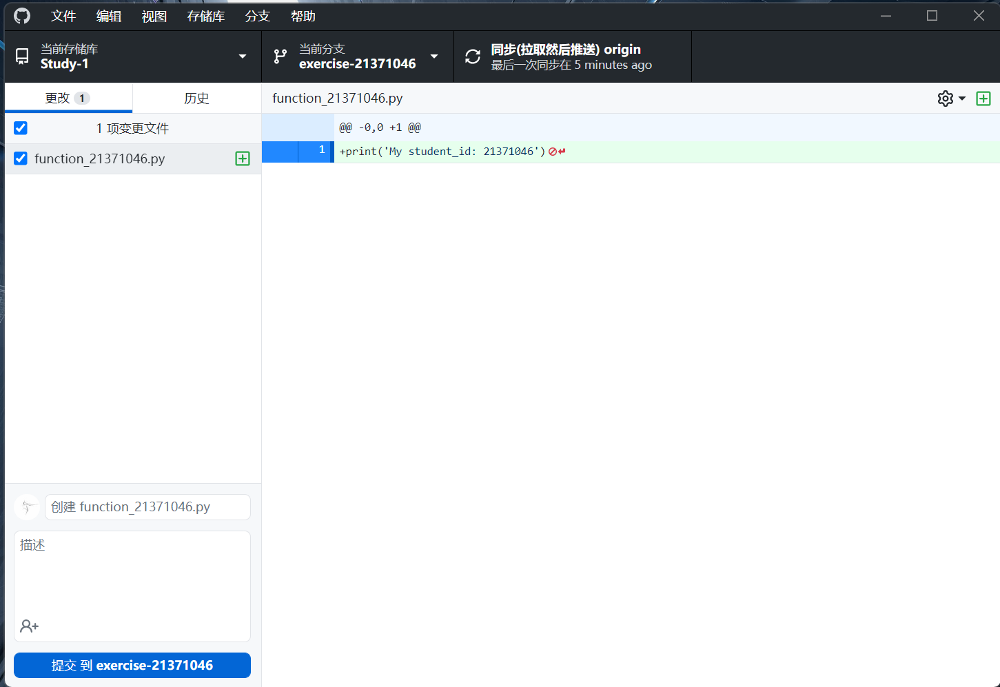 文件 编辑 视图 存储库 分支 帮助
当前存储库
Study-1
当前分支
exercise-21371046
同步(拉取然后推送) origin
最后一次同步在 5 minutes ago
更改 1
历史
1 项变更文件
function_21371046.py
function_21371046.py
@@ -0,0 +1 @@
1 +print('My student_id: 21371046')
创建 function_21371046.py
描述
提交 到 exercise-21371046